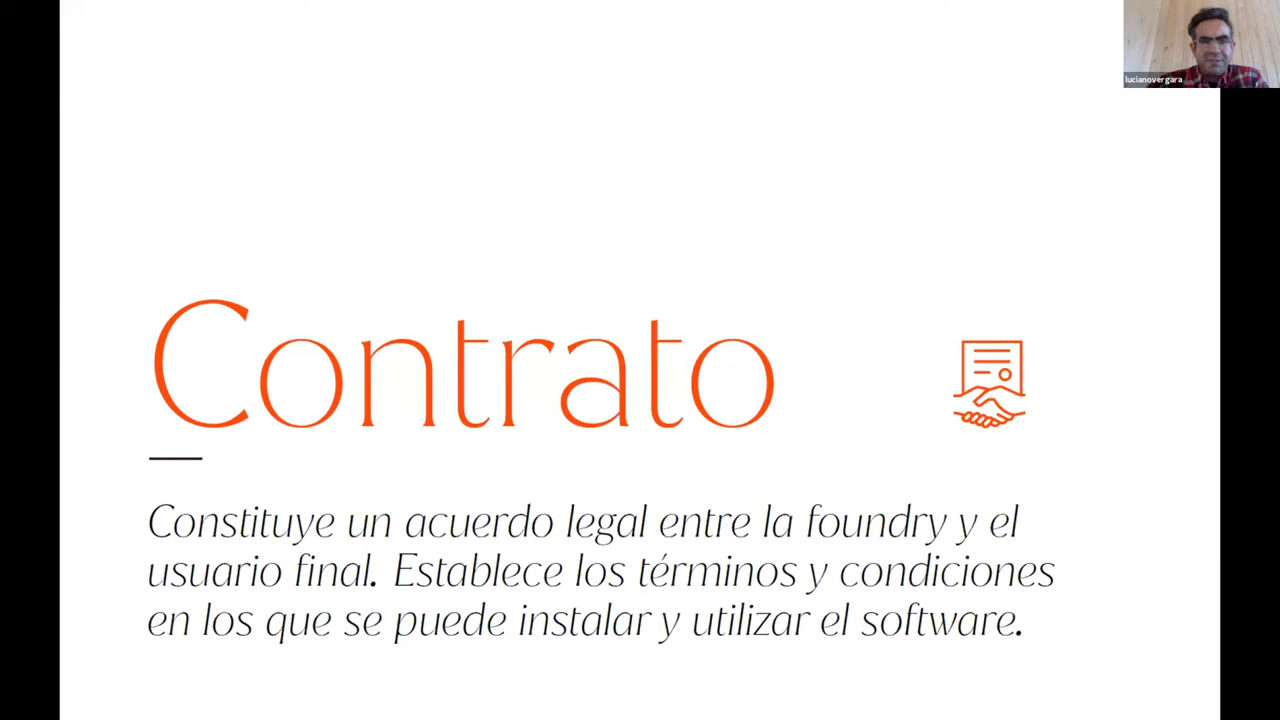 lucianovergara
Contrato
Constituye un acuerdo legal entre la foundry y el
usuario final. Establece los términos y condiciones
en los que se puede instalar y utilizar el software.